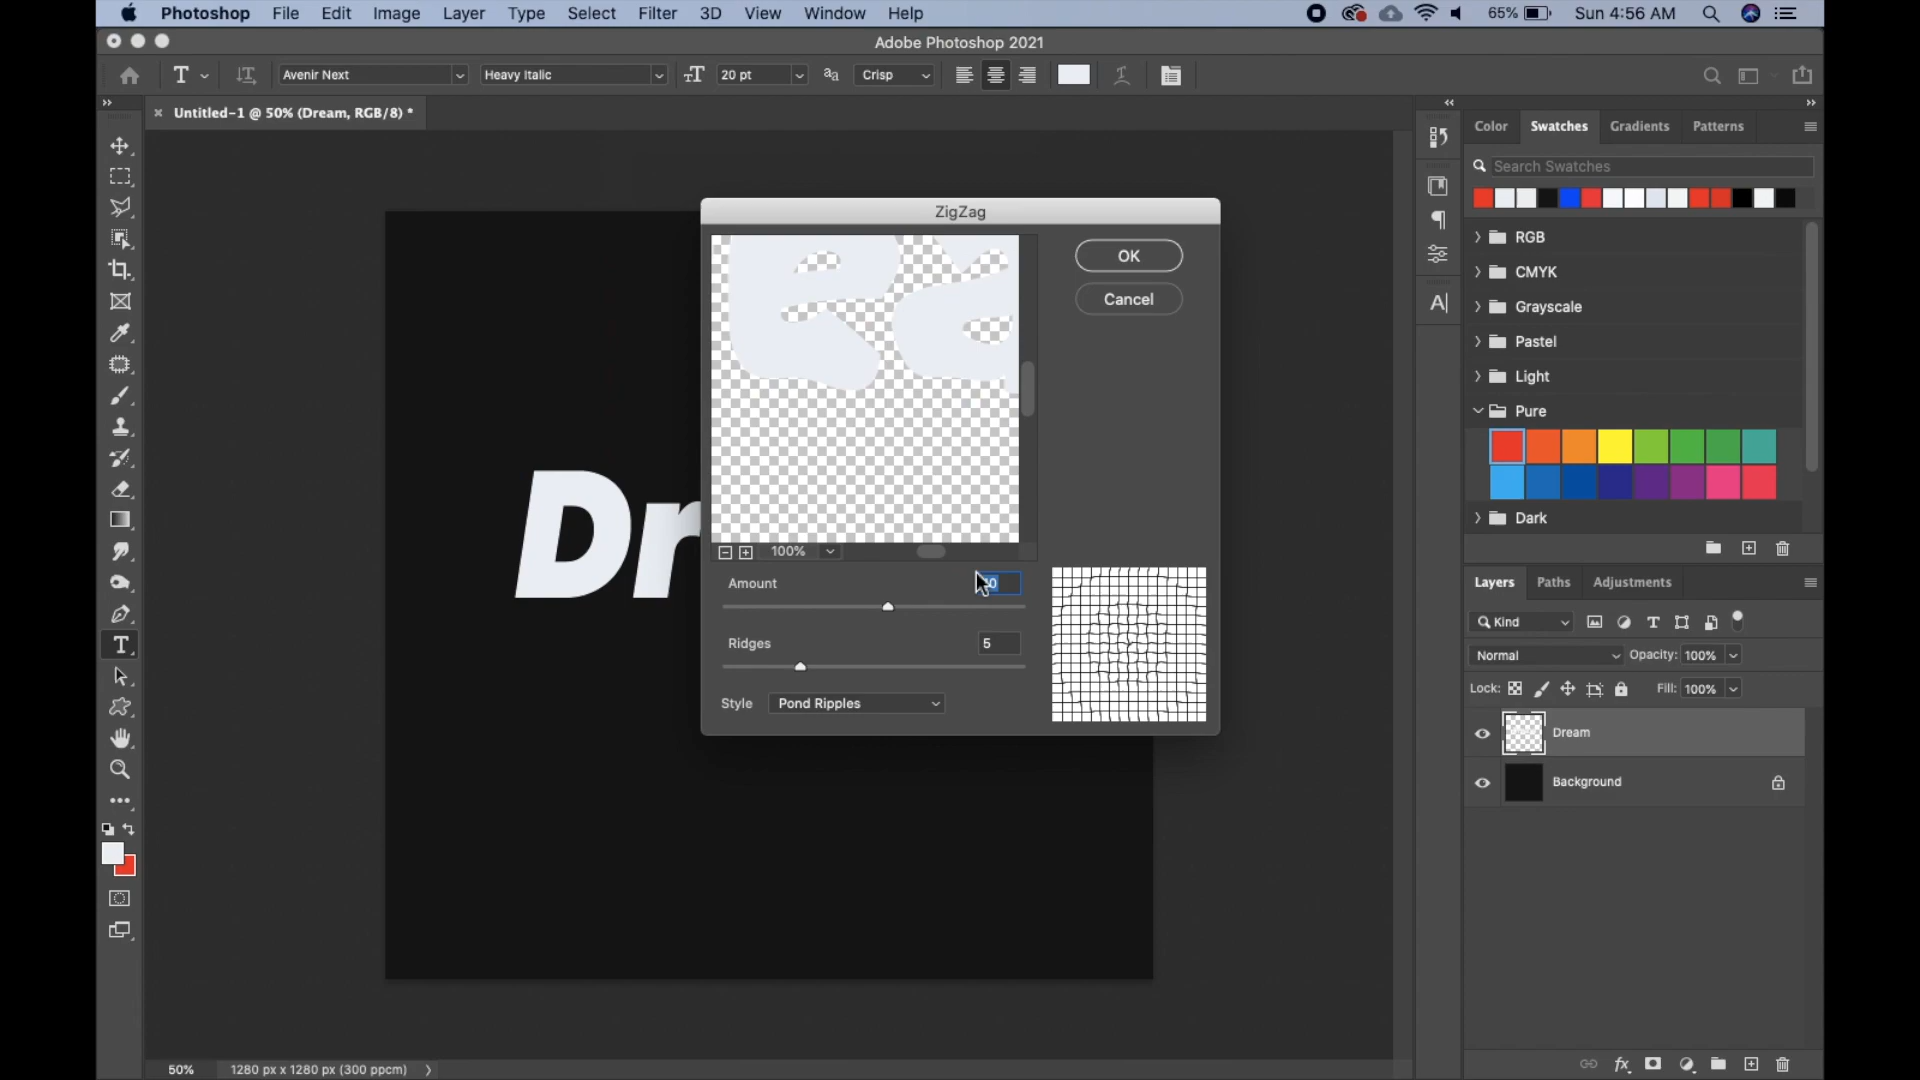 Photoshop File Edit Image Layer Type Select Filter 3D View Window Help 65% Sun 4:56 AM
Adobe Photoshop 2021
T Avenir Next Heavy Italic 20 pt Crisp
Untitled-1 @ 50% (Dream, RGB/8) *
Color Swatches Gradients Patterns
Search Swatches
RGB
CMYK
Grayscale
Pastel
Light
Pure
Dark
ZigZag
OK
Cancel
100%
Amount
Ridges 5
Style Pond Ripples
Dr
Layers Paths Adjustments
Kind
Normal Opacity: 100%
Lock: Fill: 100%
Dream
Background
50% 1280 px x 1280 px (300 ppcm)